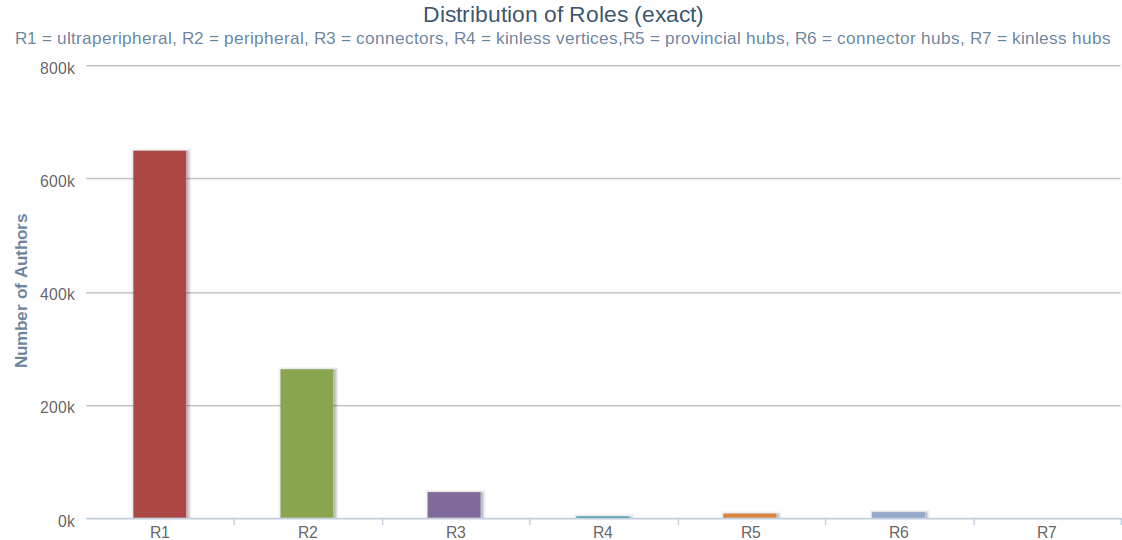 Distribution of Roles (exact)
R1 = ultraperipheral, R2 = peripheral, R3 = connectors, R4 = kinless vertices,R5 = provincial hubs, R6 = connector hubs, R7 = kinless hubs
800k
600k
400k
200k
0k
Number of Authors
R1 R2 R3 R4 R5 R6 R7